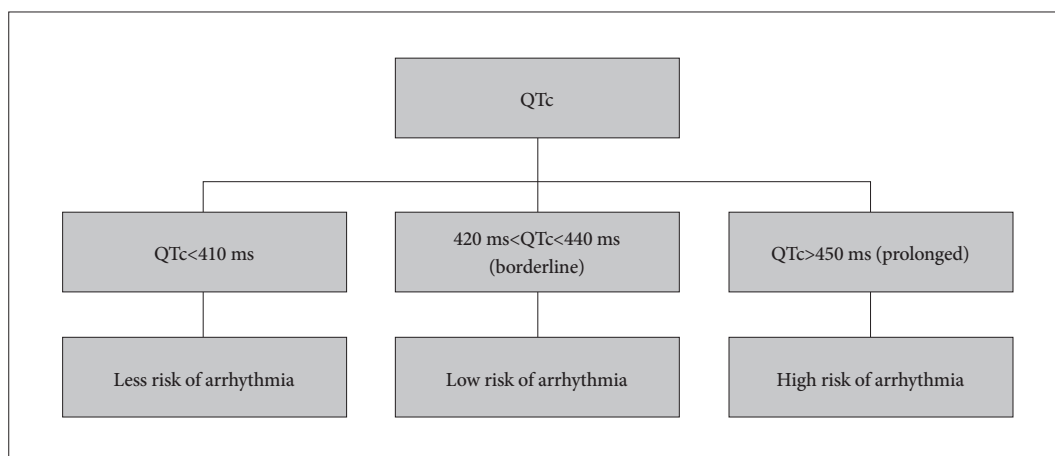 QTc
QTc<410 ms
420 ms<QTc<440 ms
(borderline)
QTc>450 ms (prolonged)
Less risk of arrhythmia
Low risk of arrhythmia
High risk of arrhythmia